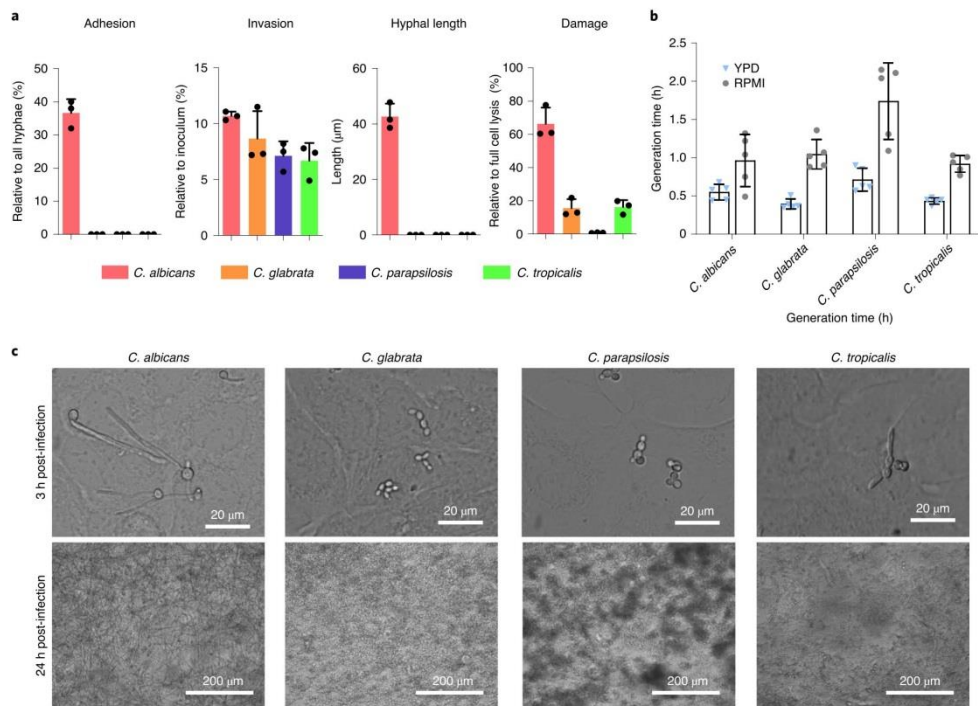 a
Adhesion
Invasion
Hyphal length
Damage
Relative to all hyphae (%)
50
40
30
20
10
0
Relative to inoculum (%)
15
10
5
0
Length (μm)
60
40
20
0
Relative to full cell lysis (%)
100
80
60
40
20
0
C. albicans
C. glabrata
C. parapsilosis
C. tropicalis
b
Generation time (h)
2.5
2.0
1.5
1.0
0.5
0
YPD
RPMI
C. albicans
C. glabrata
C. parapsilosis
C. tropicalis
Generation time (h)
c
C. albicans
C. glabrata
C. parapsilosis
C. tropicalis
3 h post-infection
20 μm
20 μm
20 μm
20 μm
24 h post-infection
200 μm
200 μm
200 μm
200 μm